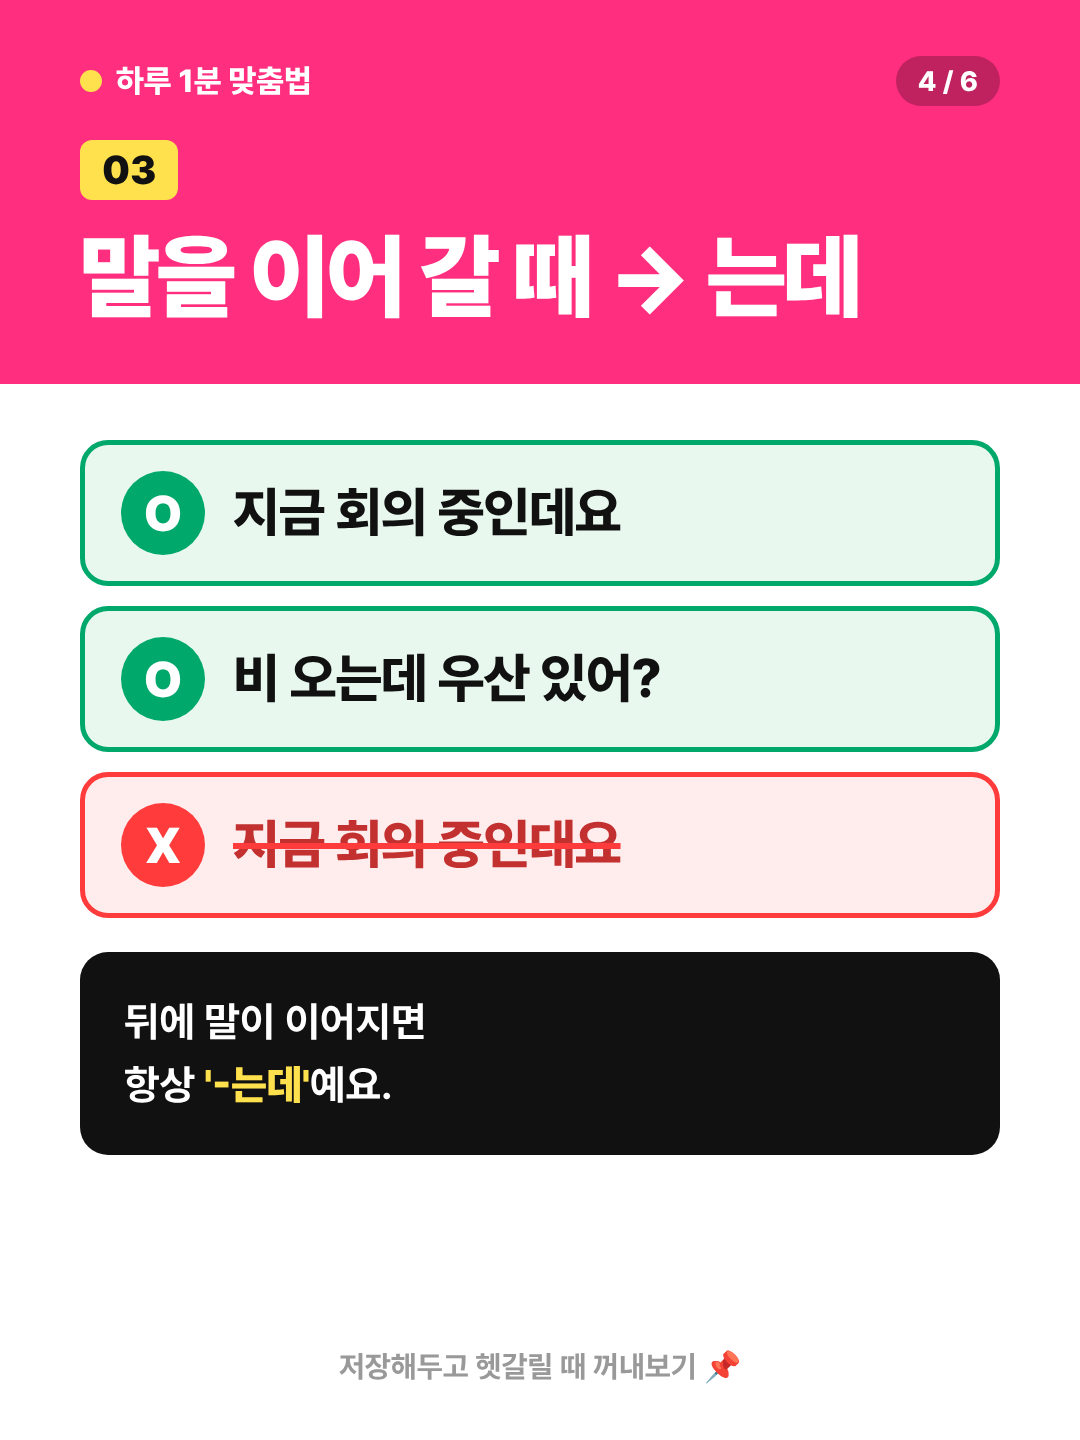 하루 1분 맞춤법
4 / 6
03
말을 이어 갈 때 → 는데
O 지금 회의 중인데요
O 비 오는데 우산 있어?
X 지금 회의 중인대요
뒤에 말이 이어지면
항상 '-는데'예요.
저장해두고 헷갈릴 때 꺼내보기 📌